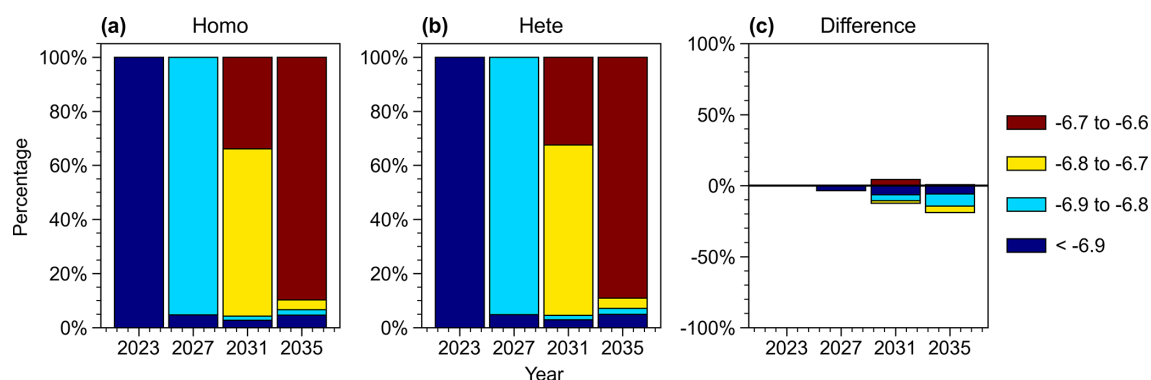 (a) Homo
(b) Hete
(c) Difference
Percentage
100%
80%
60%
40%
20%
0%
2023 2027 2031 2035
100%
80%
60%
40%
20%
0%
2023 2027 2031 2035
Year
100%
50%
0%
-50%
-100%
2023 2027 2031 2035
-6.7 to -6.6
-6.8 to -6.7
-6.9 to -6.8
< -6.9